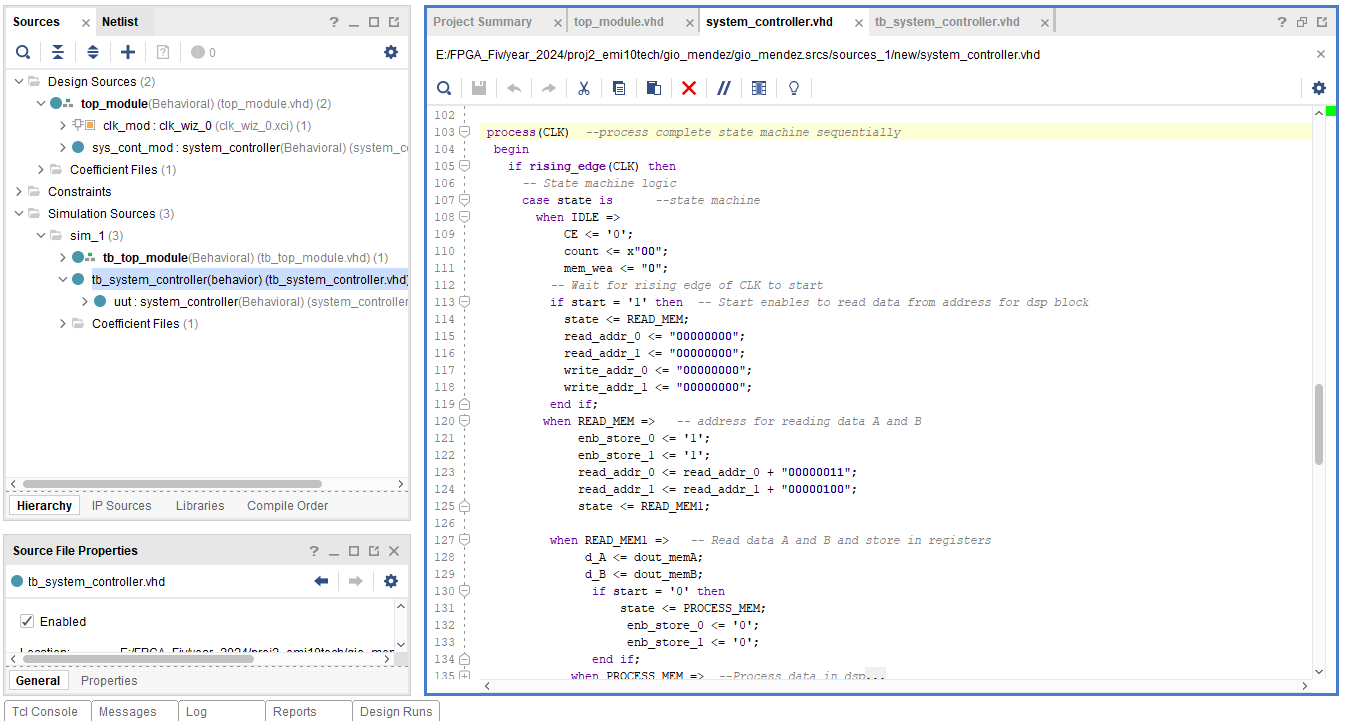 Sources
Netlist
0
Design Sources (2)
top_module(Behavioral) (top_module.vhd) (2)
clk_mod : clk_wiz_0 (clk_wiz_0.xci) (1)
sys_cont_mod : system_controller(Behavioral) (system_co
Coefficient Files (1)
Constraints
Simulation Sources (3)
sim_1 (3)
tb_top_module(Behavioral) (tb_top_module.vhd) (1)
tb_system_controller(behavior) (tb_system_controller.vhd)
uut : system_controller(Behavioral) (system_controller
Coefficient Files (1)
Hierarchy
IP Sources
Libraries
Compile Order
Source File Properties
tb_system_controller.vhd
Enabled
Location: E:/FPGA_Fiv/year_2024/proj2_emi10tech/gio_men
General
Properties
Tcl Console
Messages
Log
Reports
Design Runs
Project Summary
top_module.vhd
system_controller.vhd
tb_system_controller.vhd
E:/FPGA_Fiv/year_2024/proj2_emi10tech/gio_mendez/gio_mendez.srcs/sources_1/new/system_controller.vhd
102
103 process(CLK)  --process complete state machine sequentially
104 begin
105 if rising_edge(CLK) then
106 -- State machine logic
107 case state is      --state machine
108 when IDLE =>
109 CE <= '0';
110 count <= x"00";
111 mem_wea <= "0";
112 -- Wait for rising edge of CLK to start
113 if start = '1' then  -- Start enables to read data from address for dsp block
114 state <= READ_MEM;
115 read_addr_0 <= "00000000";
116 read_addr_1 <= "00000000";
117 write_addr_0 <= "00000000";
118 write_addr_1 <= "00000000";
119 end if;
120 when READ_MEM =>   -- address for reading data A and B
121 enb_store_0 <= '1';
122 enb_store_1 <= '1';
123 read_addr_0 <= read_addr_0 + "00000011";
124 read_addr_1 <= read_addr_1 + "00000100";
125 state <= READ_MEM1;
126
127 when READ_MEM1 =>   -- Read data A and B and store in registers
128 d_A <= dout_memA;
129 d_B <= dout_memB;
130 if start = '0' then
131 state <= PROCESS_MEM;
132 enb_store_0 <= '0';
133 enb_store_1 <= '0';
134 end if;
135 when PROCESS_MEM =>  --Process data in dsp...